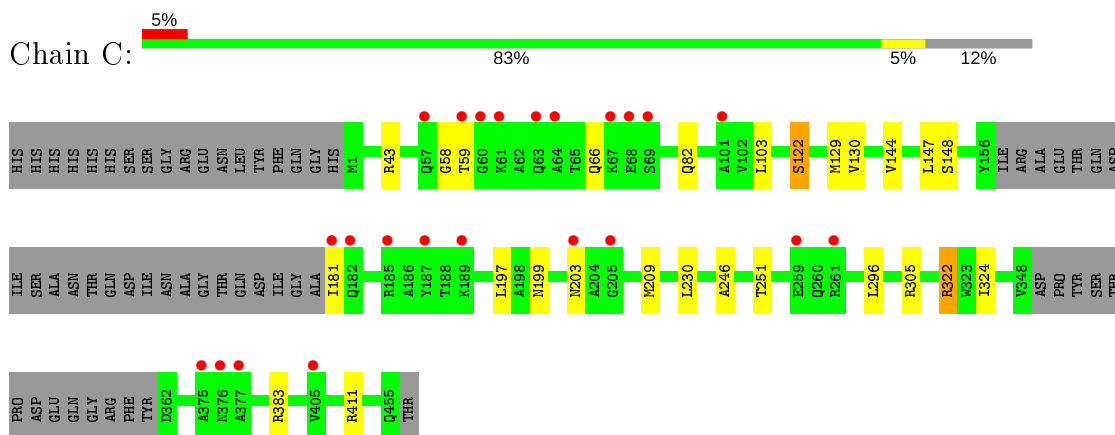 5%
Chain C:
83% 5% 12%
HIS HIS HIS HIS HIS HIS SER SER GLY ARG GLU ASN LEU TYR PHE GLN GLY HIS M1 R43 Q57 G58 T59 G60 K61 A62 Q63 A64 T65 Q66 K67 E68 S69 Q82 A101 V102 L103 S122 M129 V130 V144 L147 S148 Y156 ILE ARG ALA GLU THR GLN ASP
ILE SER ALA ASN THR GLN ASP ILE ASN ALA GLY THR GLN ASP ILE GLY ALA I181 Q182 R185 A186 Y187 T188 K189 L197 A198 N199 N203 A204 G205 M209 L230 A246 T251 E259 Q260 R261 L296 R305 R322 W323 I324 V348 ASP PRO TYR SER THR
PRO ASP GLU GLN GLY ARG PHE TYR D362 A375 N376 A377 R383 V405 R411 Q455 THR